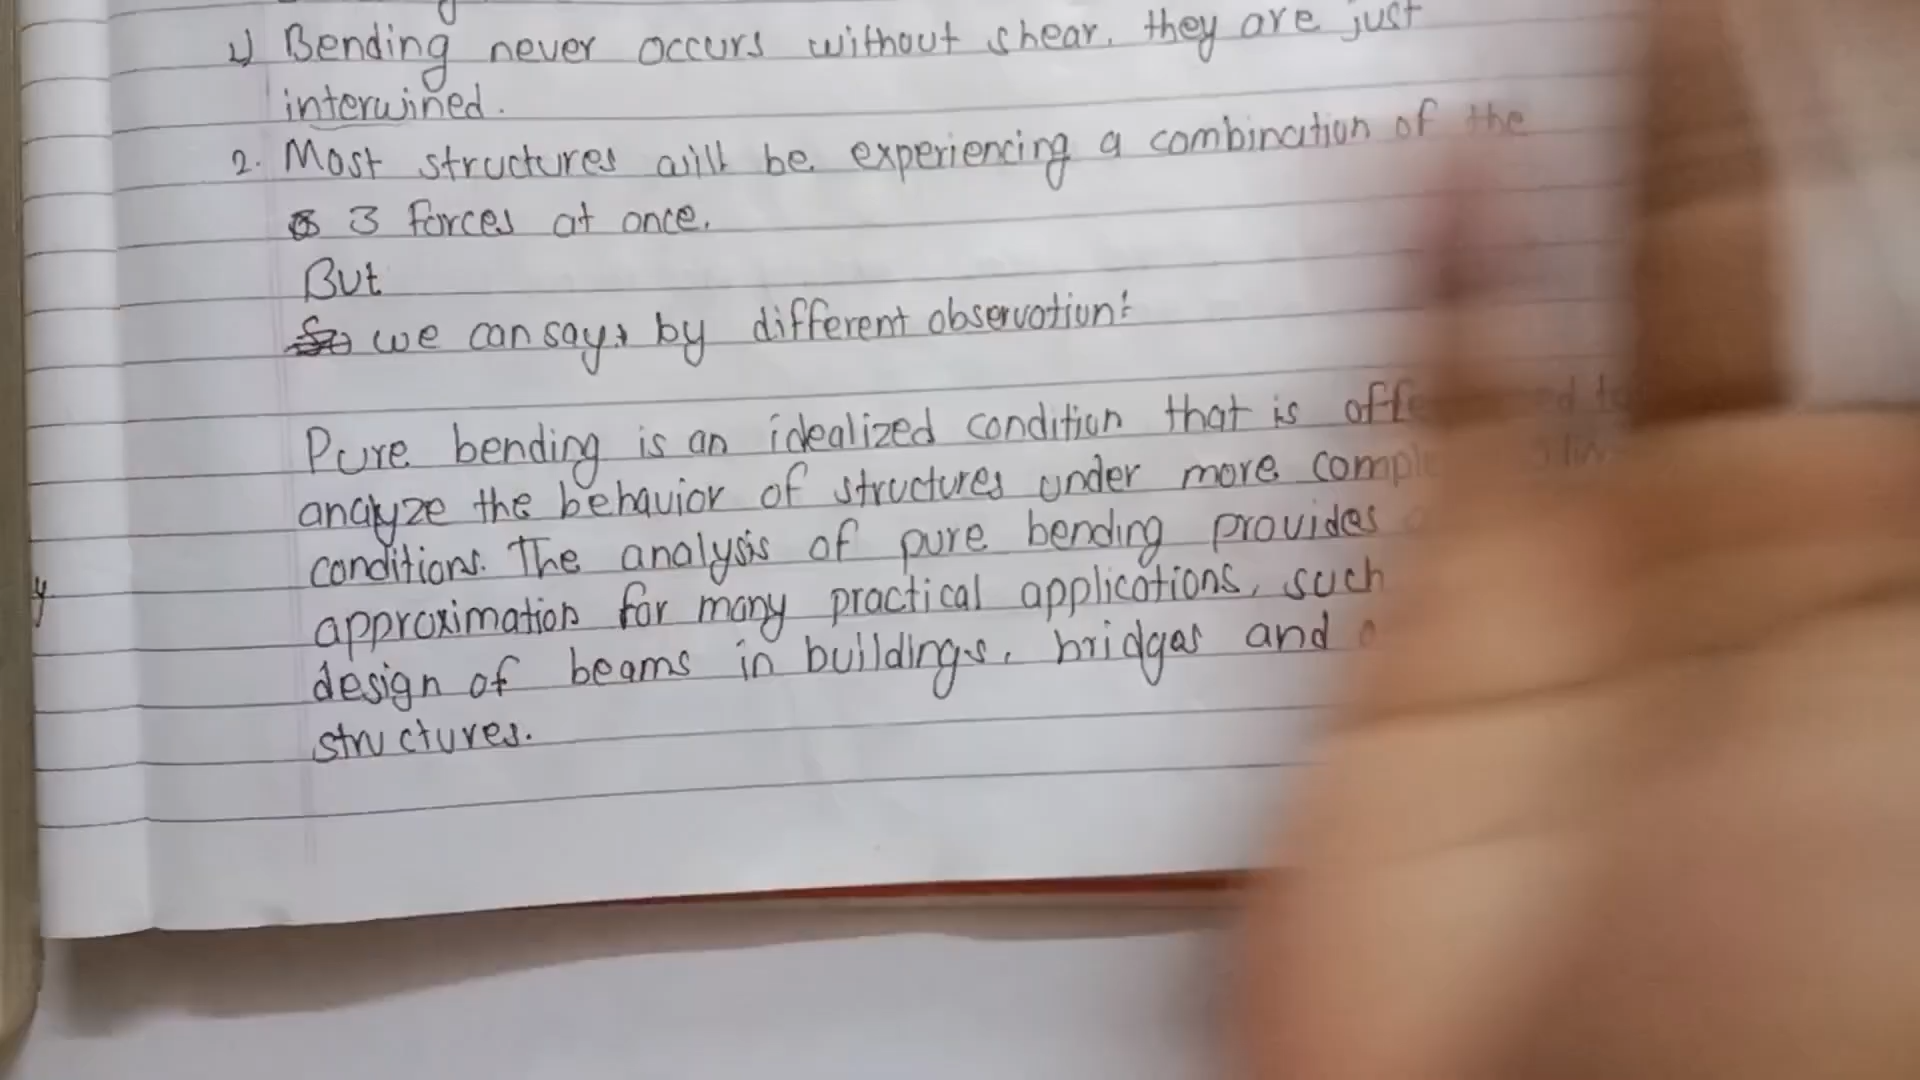 1) Bending never occurs without shear, they are just
interwined.
2. Most structures will be experiencing a combination of the
3 forces at once.
But
we can say, by different observation:
Pure bending is an idealized condition that is
analyze the behavior of structures under more
conditions. The analysis of pure bending provides
approximation for many practical applications, such
design of beams in buildings, bridges and
structures.